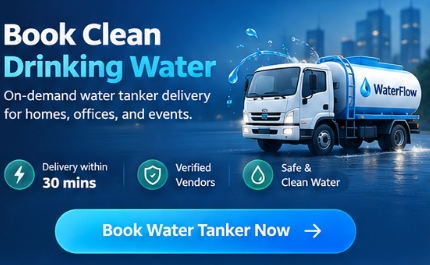 Book Clean
Drinking Water
On-demand water tanker delivery
for homes, offices, and events.
WaterFlow
Delivery within
30 mins
Verified
Vendors
Safe &
Clean Water
Book Water Tanker Now